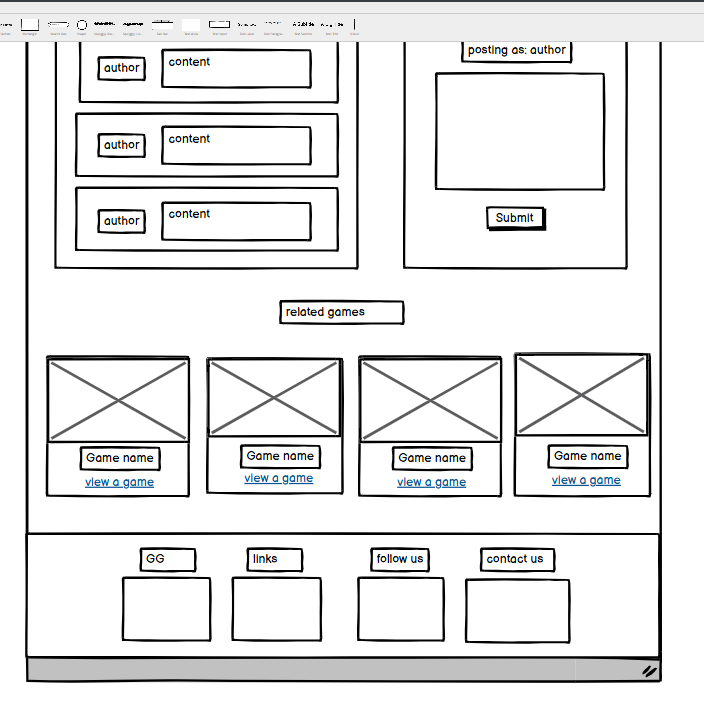 posting as: author
author
content
author
content
author
content
Submit
related games
Game name
view a game
Game name
view a game
Game name
view a game
Game name
view a game
GG
links
follow us
contact us